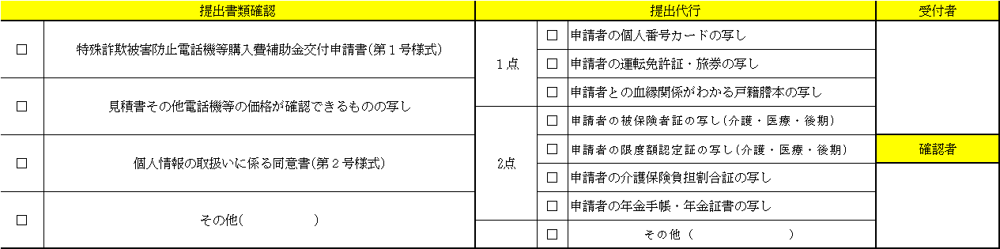 提出書類確認
提出代行
受付者
□ 特殊詐欺被害防止電話機等購入費補助金交付申請書(第１号様式)
□ 見積書その他電話機等の価格が確認できるものの写し
□ 個人情報の取扱いに係る同意書(第２号様式)
□ その他(　　　　　)
１点
□ 申請者の個人番号カードの写し
□ 申請者の運転免許証・旅券の写し
□ 申請者との血縁関係がわかる戸籍謄本の写し
2点
□ 申請者の被保険者証の写し(介護・医療・後期)
□ 申請者の限度額認定証の写し(介護・医療・後期)
□ 申請者の介護保険負担割合証の写し
□ 申請者の年金手帳・年金証書の写し
□ その他（　　　　　　　）
確認者